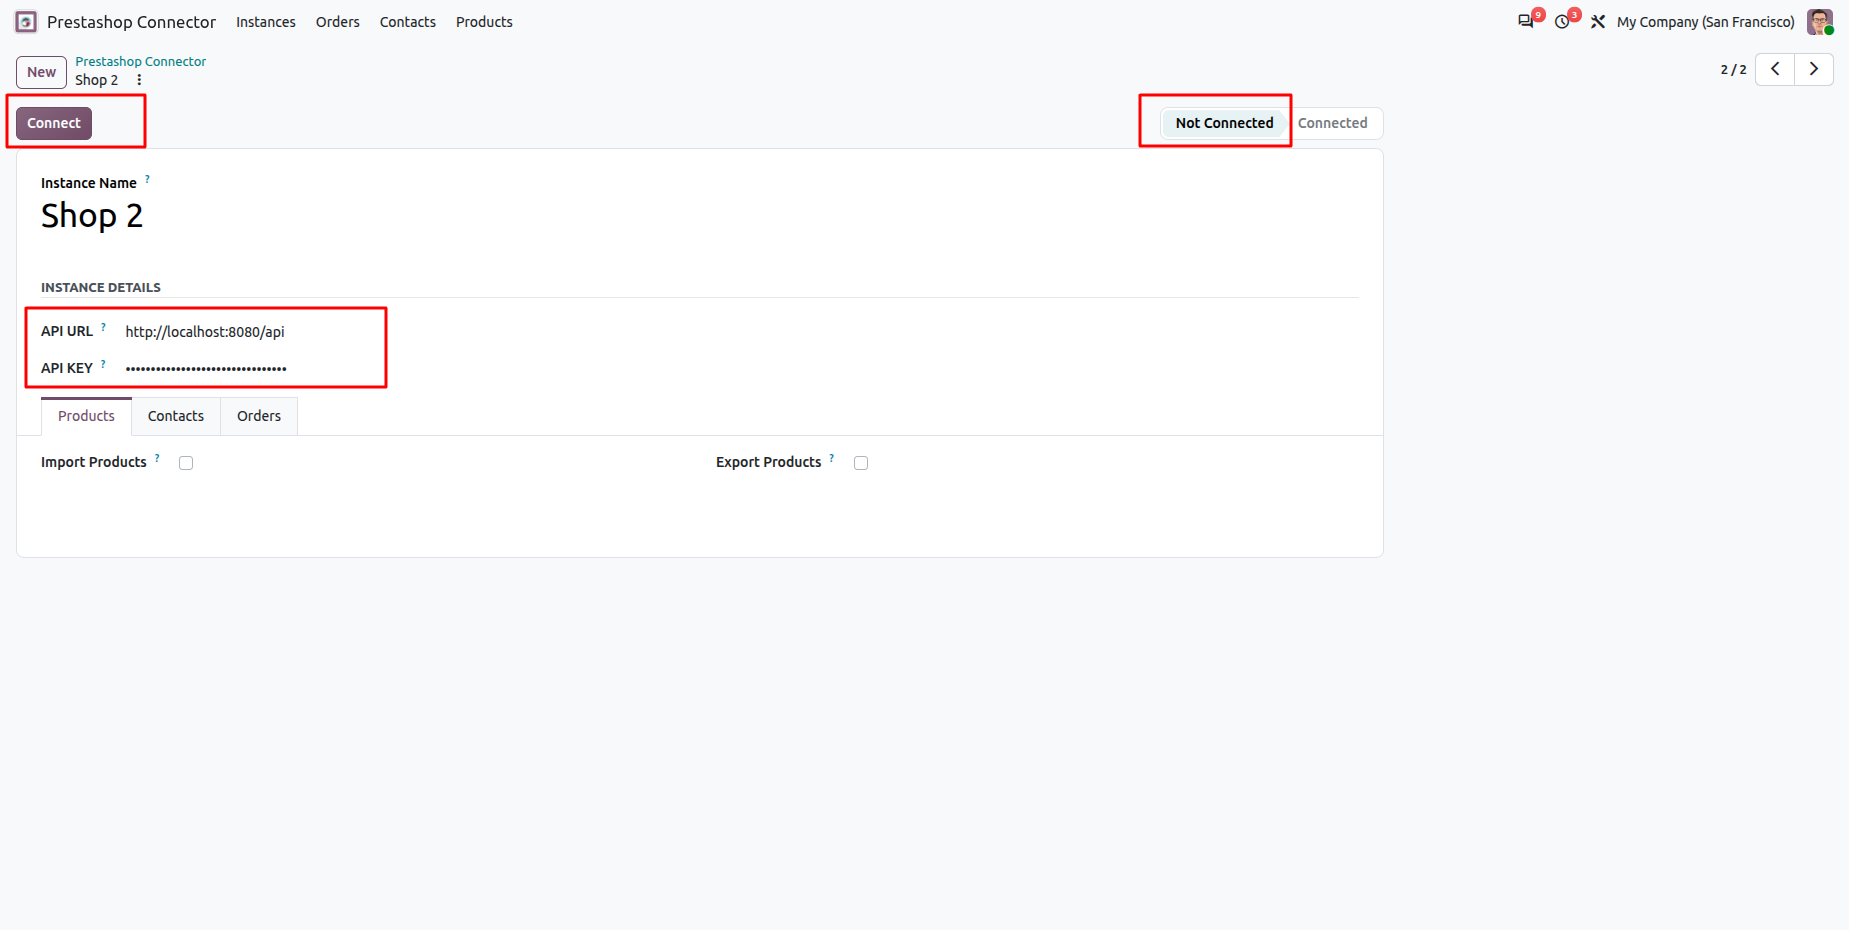 Prestashop Connector Instances Orders Contacts Products 9 3 My Company (San Francisco)
New Prestashop Connector
Shop 2
2 / 2
Connect Not Connected Connected
Instance Name ?
Shop 2
INSTANCE DETAILS
API URL ? http://localhost:8080/api
API KEY ? ••••••••••••••••••••••••••••••••
Products Contacts Orders
Import Products ? Export Products ?